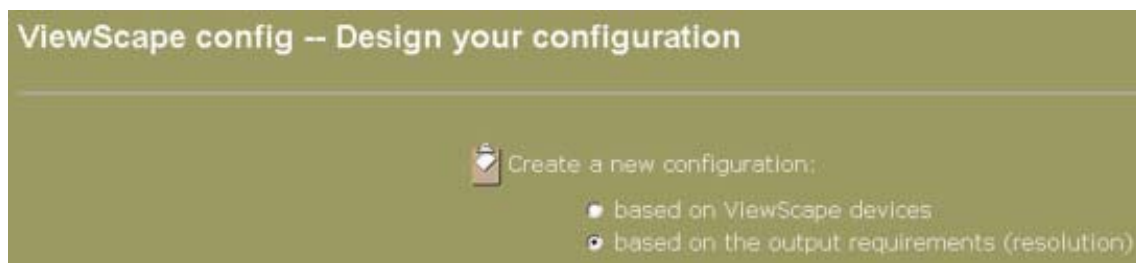 ViewScape config -- Design your configuration
Create a new configuration:
based on ViewScape devices
based on the output requirements (resolution)